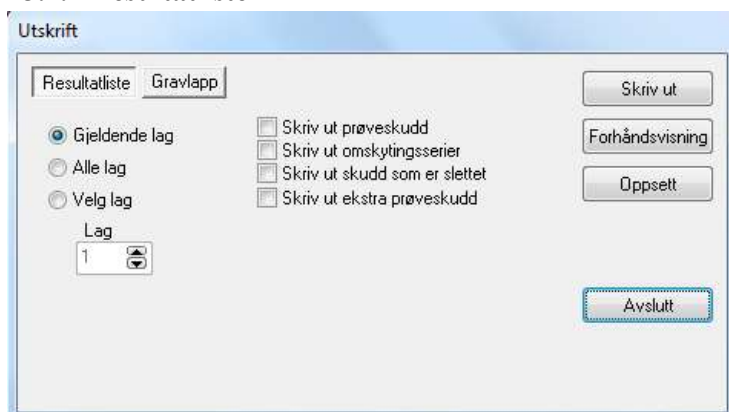 Utskrift
Resultatliste Gravlapp
Gjeldende lag
Alle lag
Velg lag
Lag
1
Skriv ut prøveskudd
Skriv ut omskytingsserier
Skriv ut skudd som er slettet
Skriv ut ekstra prøveskudd
Skriv ut
Forhåndsvisning
Oppsett
Avslutt